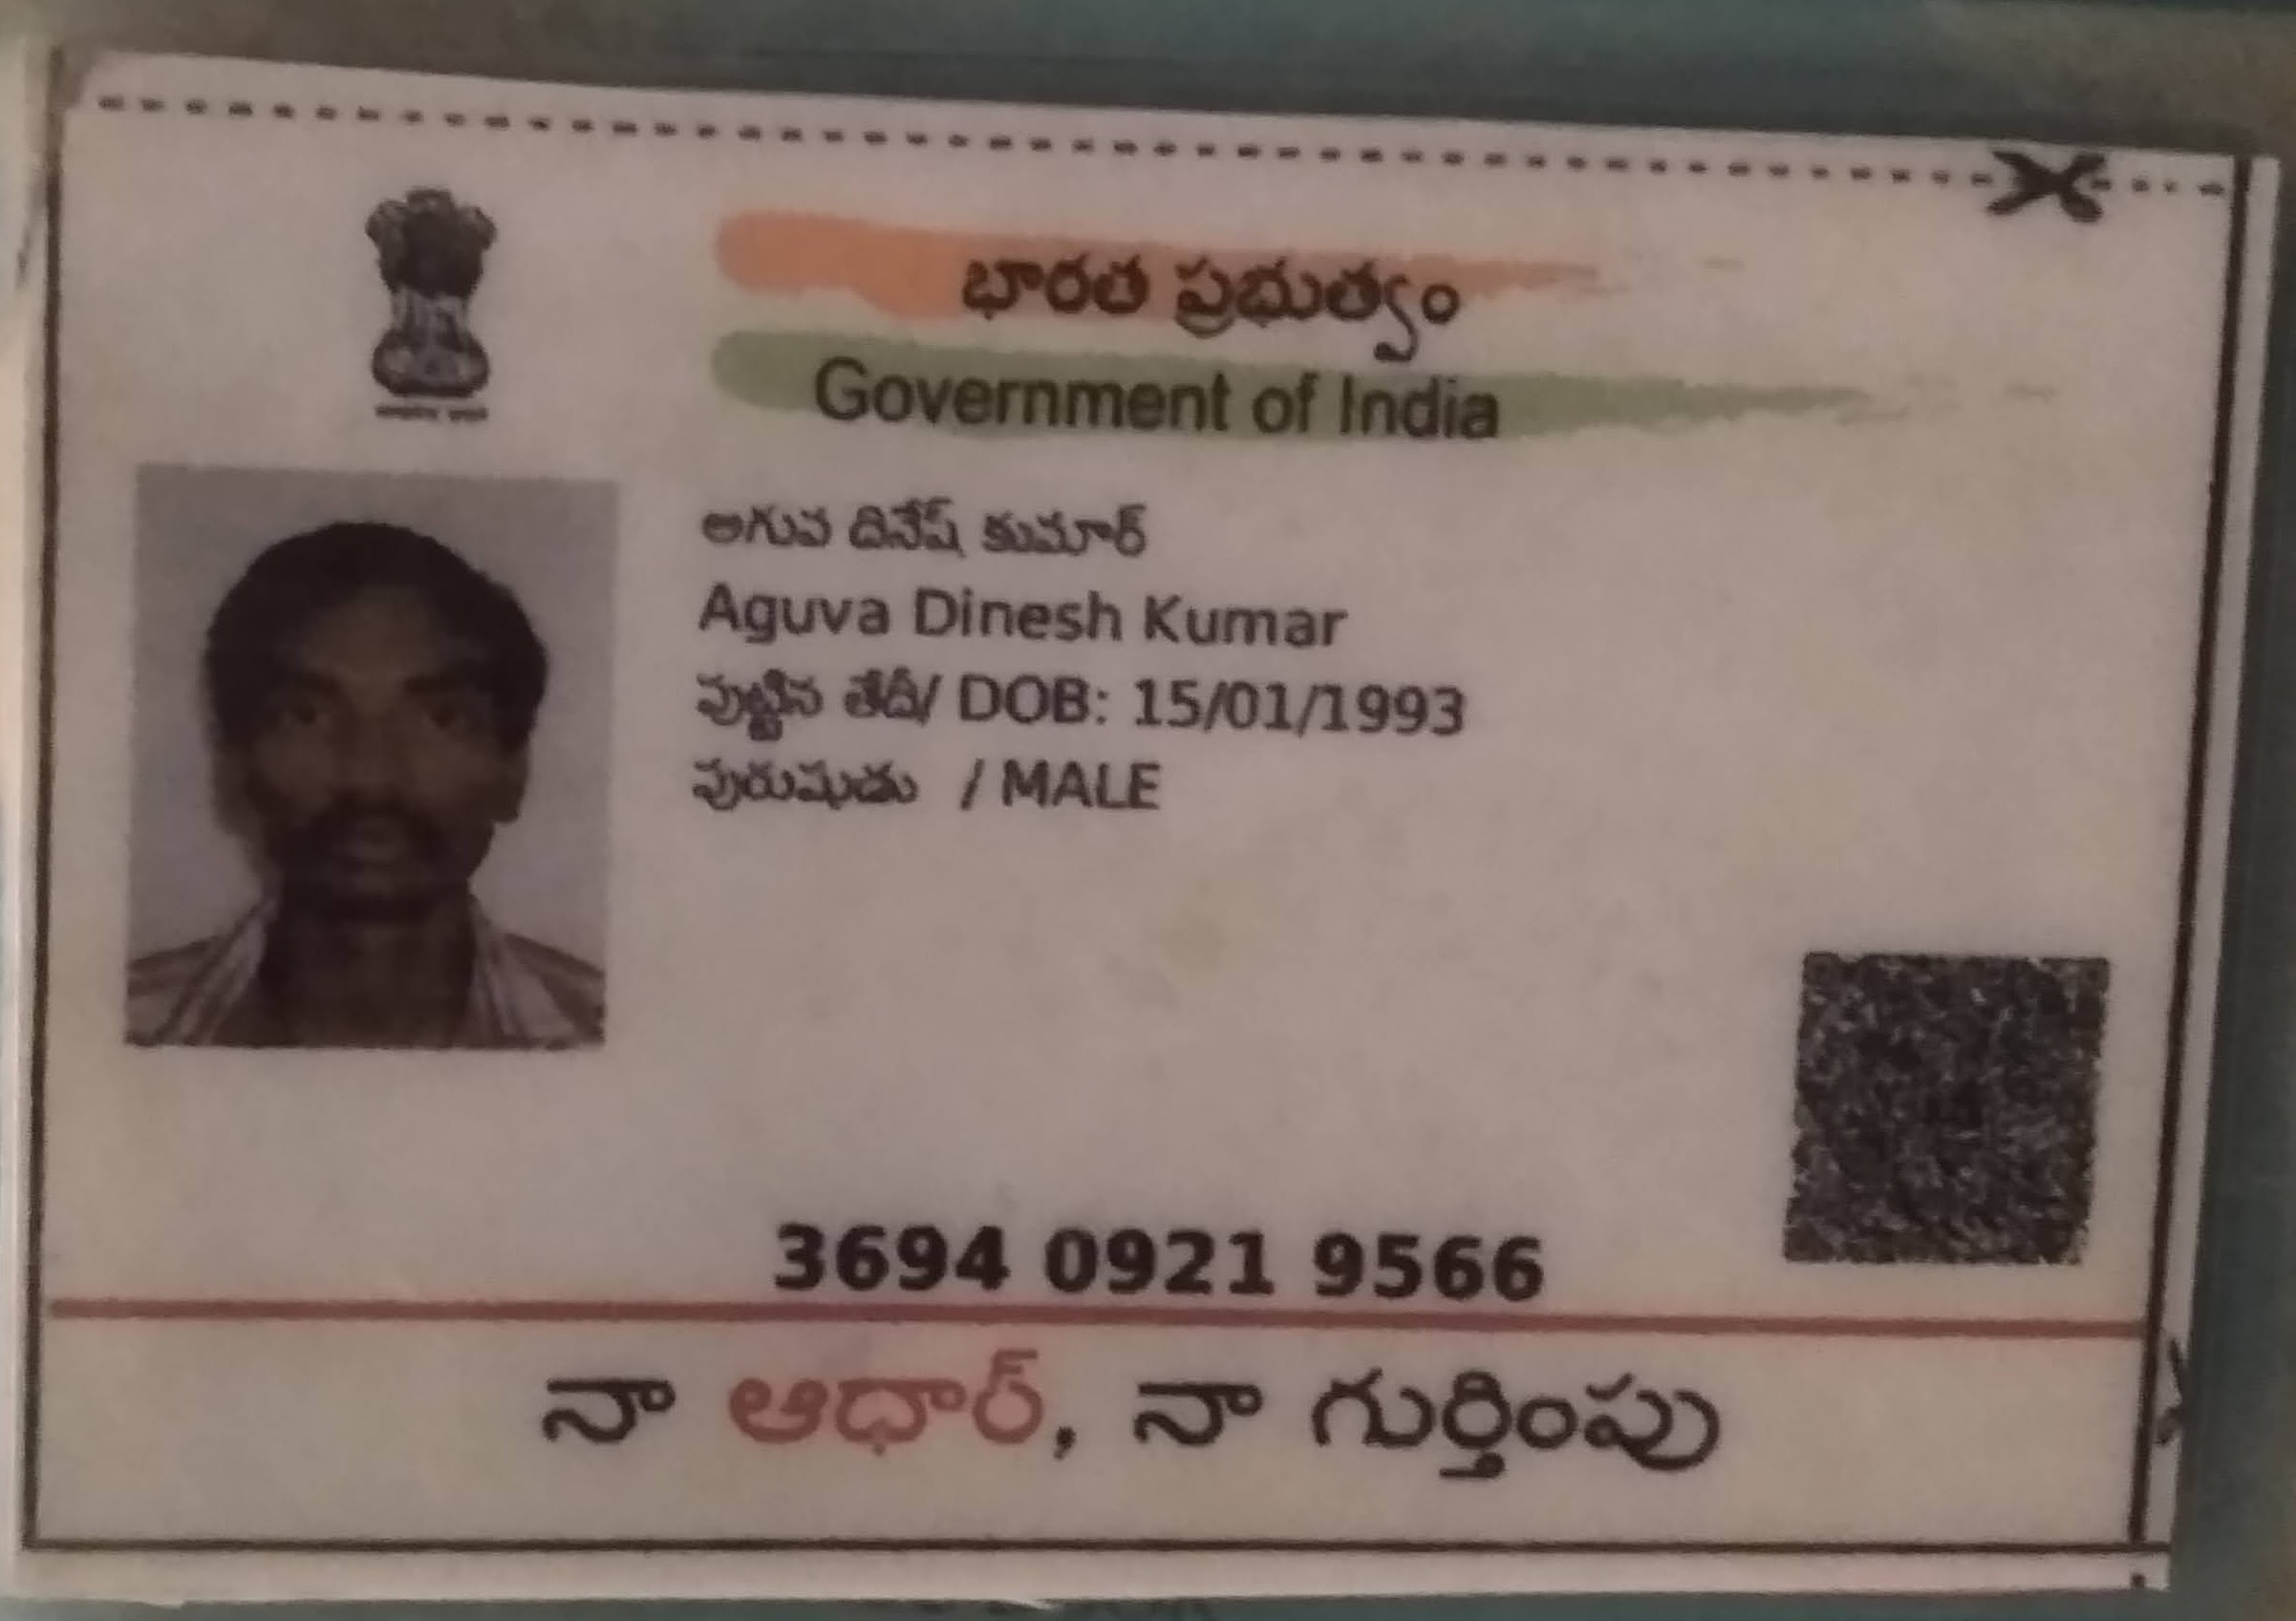 భారత ప్రభుత్వం
Government of India
అగువ దినేష్ కుమార్
Aguva Dinesh Kumar
పుట్టిన తేదీ/ DOB: 15/01/1993
పురుషుడు / MALE
3694 0921 9566
నా ఆధార్, నా గుర్తింపు